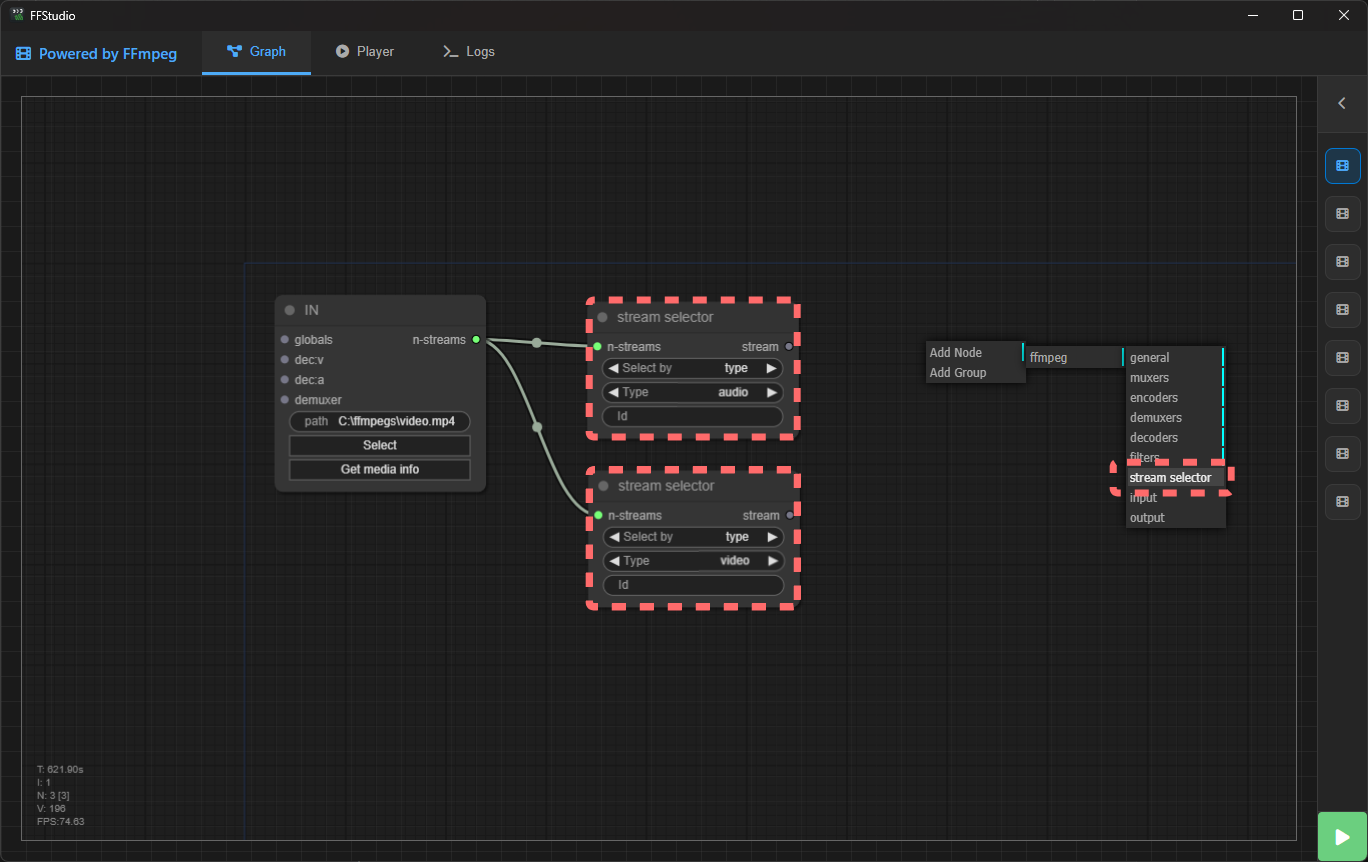 FFStudio
Powered by FFmpeg
Graph
Player
Logs
IN
globals
n-streams
dec:v
dec:a
demuxer
path C:\ffmpegs\video.mp4
Select
Get media info
stream selector
n-streams
stream
Select by type
Type audio
Id
stream selector
n-streams
stream
Select by type
Type video
Id
Add Node
Add Group
ffmpeg
general
muxers
encoders
demuxers
decoders
filters
stream selector
input
output
T: 621.90s
I: 1
N: 3 [3]
V: 196
FPS:74.63